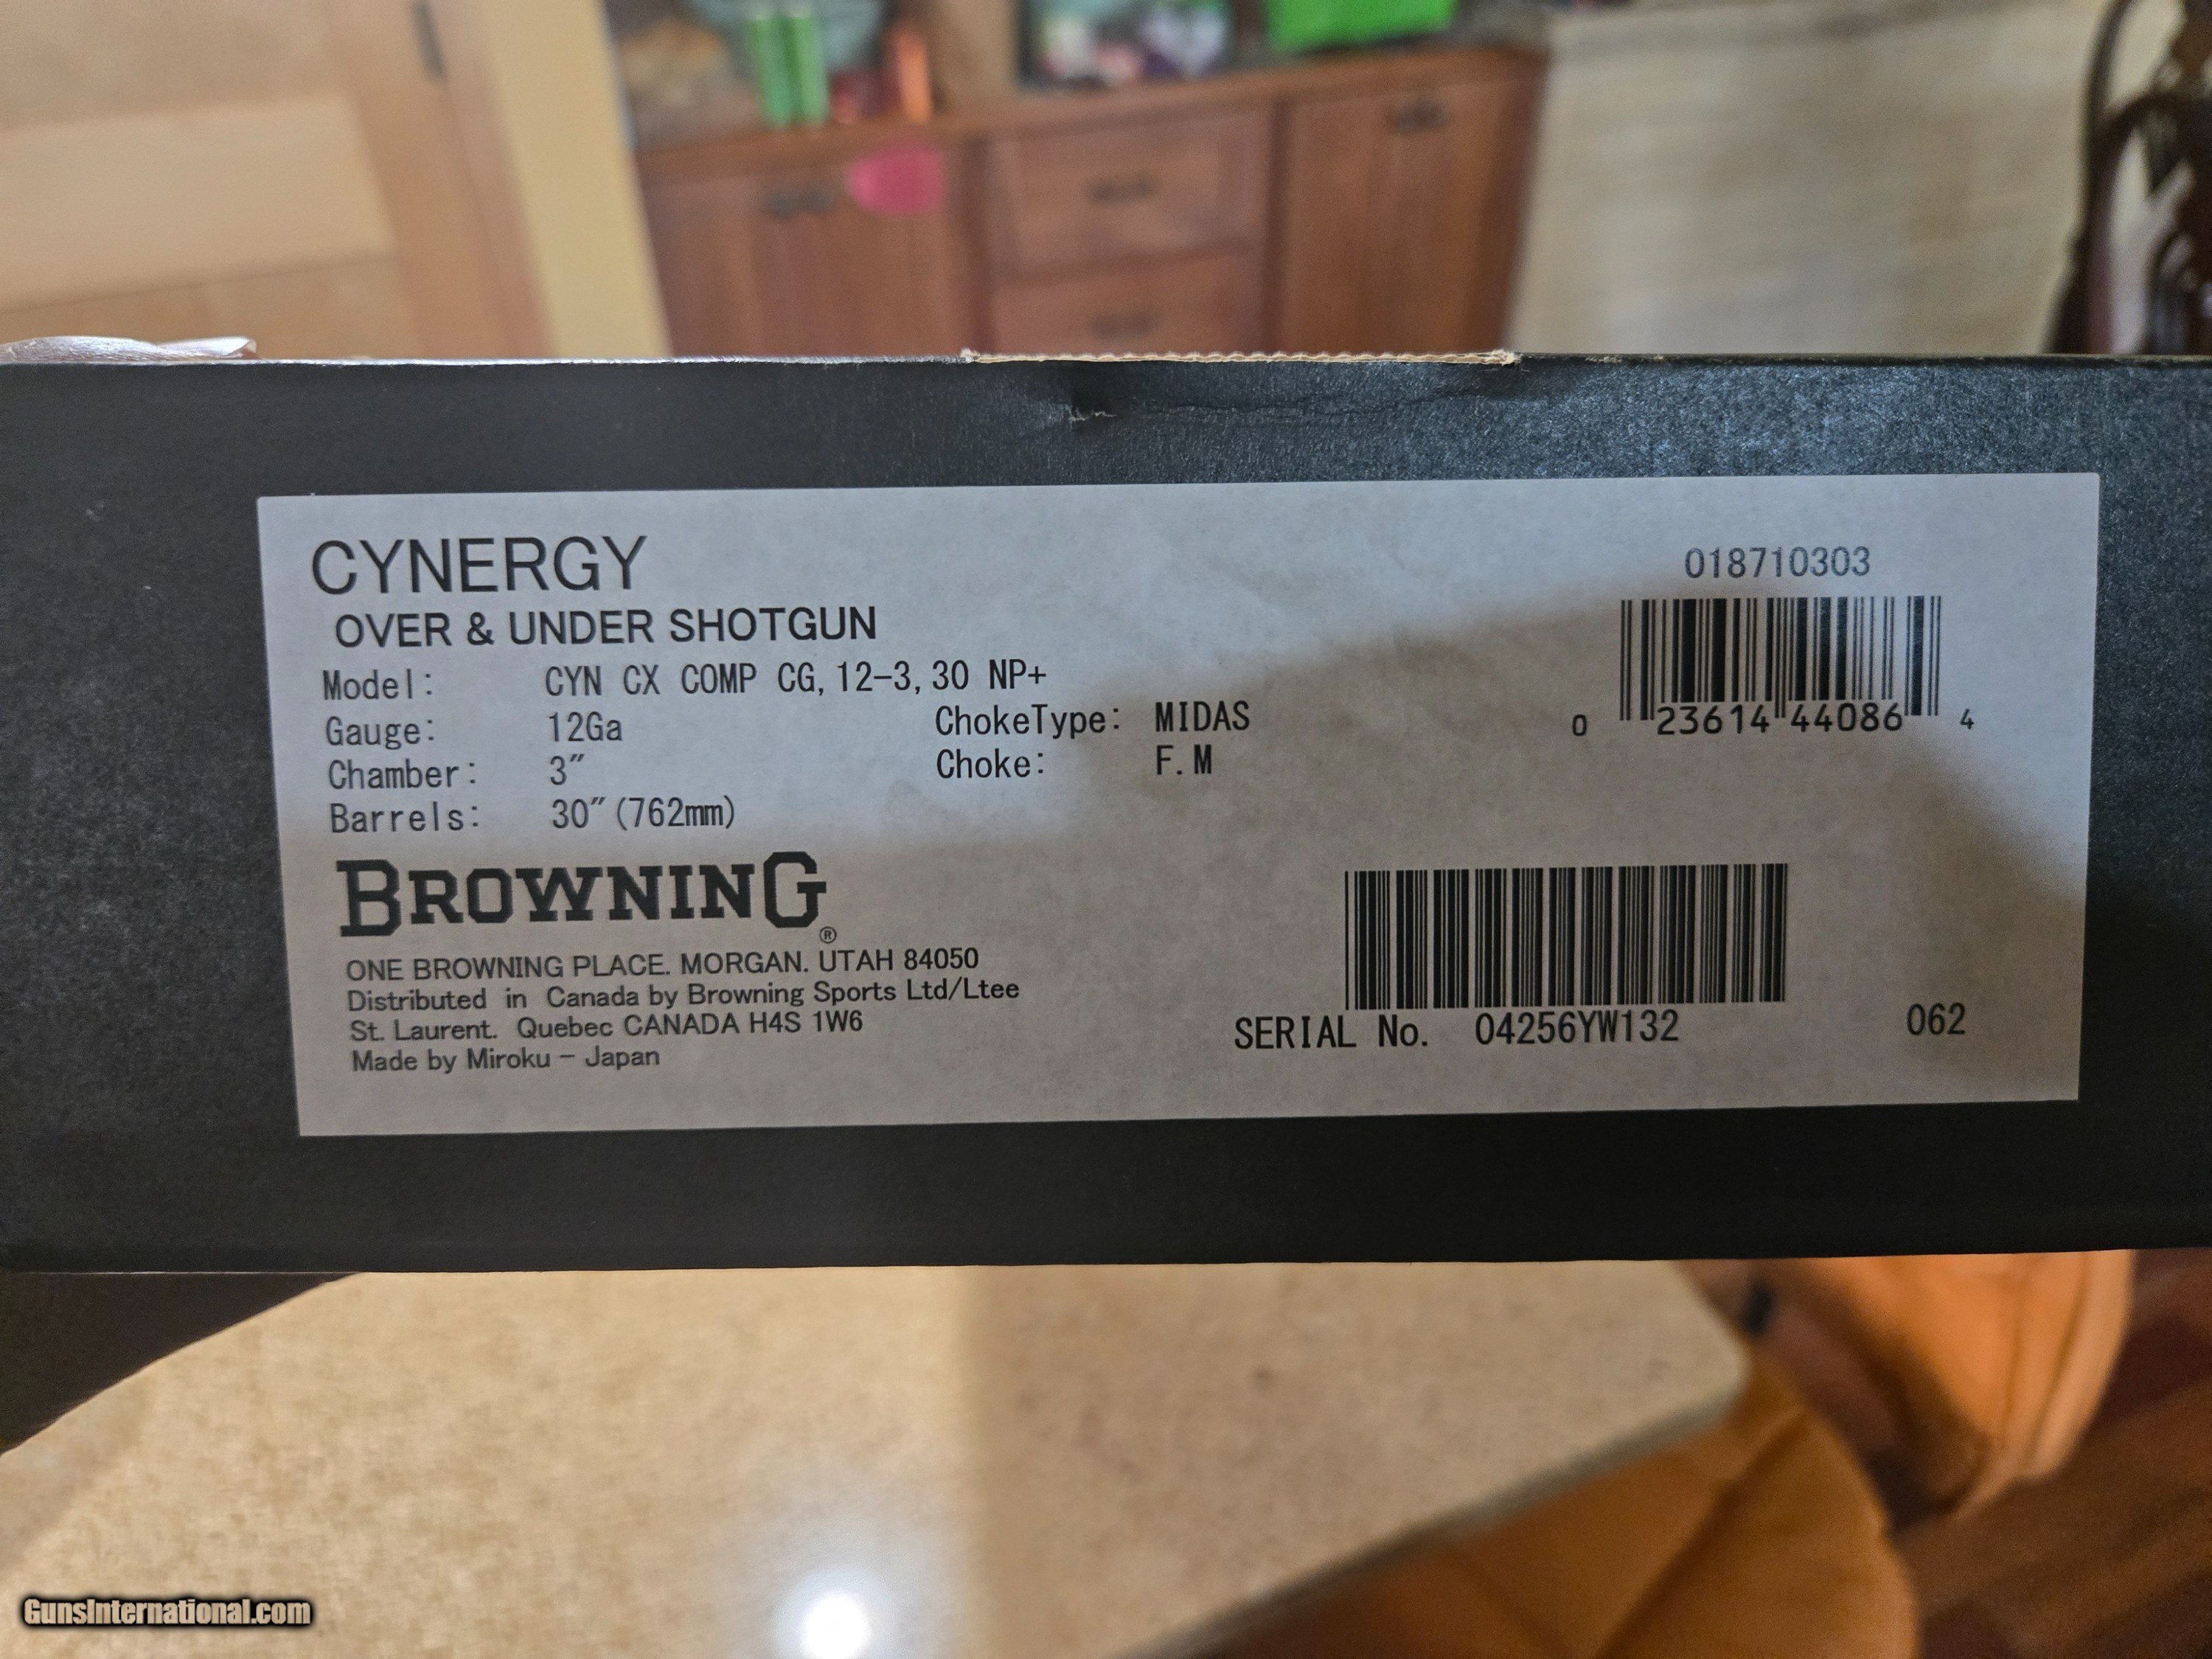 CYNERGY
OVER & UNDER SHOTGUN
Model: CYN CX COMP CG, 12-3, 30 NP+
Gauge: 12Ga ChokeType: MIDAS
Chamber: 3″ Choke: F. M
Barrels: 30″ (762mm)
018710303
0 23614 44086 4
BROWNING®
ONE BROWNING PLACE. MORGAN. UTAH 84050
Distributed in Canada by Browning Sports Ltd/Ltee
St. Laurent. Quebec CANADA H4S 1W6
Made by Miroku - Japan
SERIAL No. 04256YW132 062
GunsInternational.com